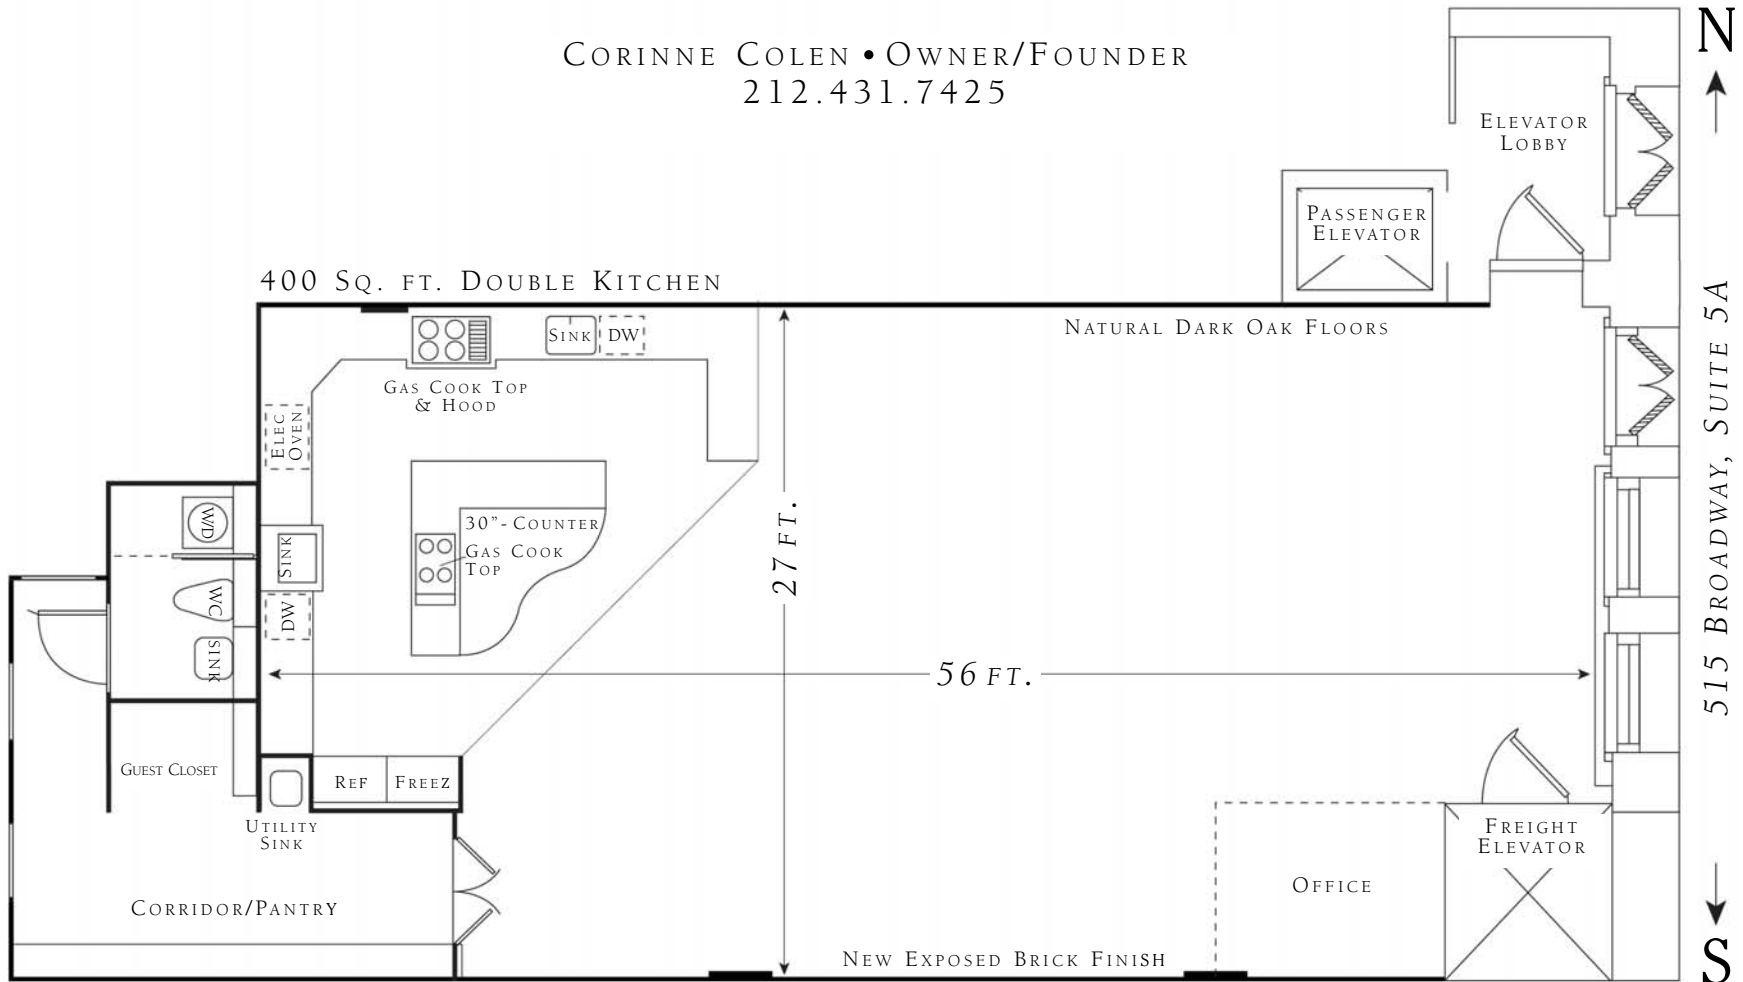 CORINNE COLEN • OWNER/FOUNDER
212.431.7425
N
ELEVATOR
LOBBY
PASSENGER
ELEVATOR
400 SQ. FT. DOUBLE KITCHEN
NATURAL DARK OAK FLOORS
SINK
DW
GAS COOK TOP
& HOOD
ELEC
OVEN
30”- COUNTER
GAS COOK
TOP
W/D
SINK
WC
DW
SINK
27 FT.
56 FT.
515 BROADWAY, SUITE 5A
GUEST CLOSET
REF
FREEZ
UTILITY
SINK
FREIGHT
ELEVATOR
OFFICE
CORRIDOR/PANTRY
NEW EXPOSED BRICK FINISH
S